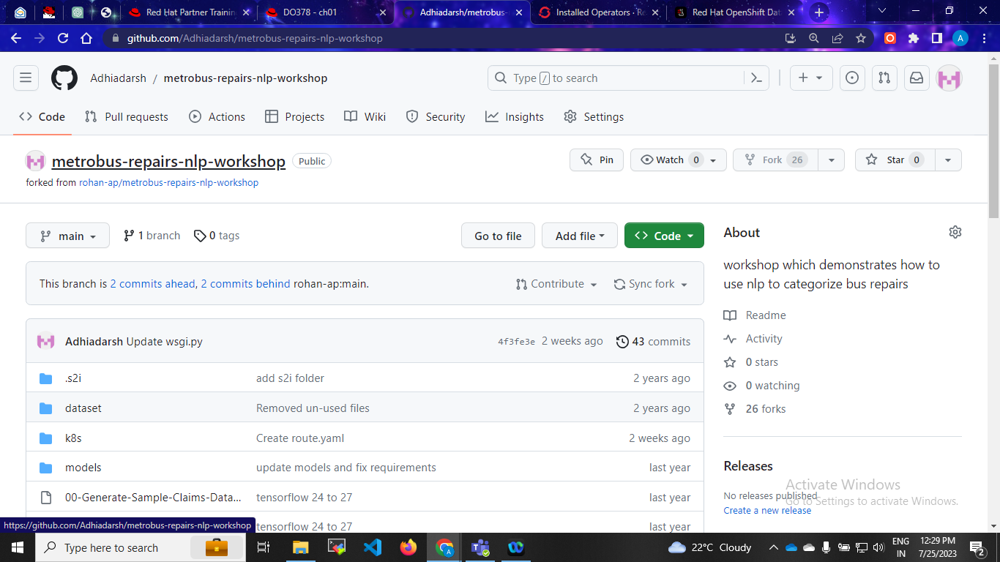 Red Hat Partner Trainin
DO378 - ch01
Adhiadarsh/metrobus-
Installed Operators · Re
Red Hat OpenShift Dat
github.com/Adhiadarsh/metrobus-repairs-nlp-workshop
A
Adhiadarsh / metrobus-repairs-nlp-workshop
Type / to search
Code
Pull requests
Actions
Projects
Wiki
Security
Insights
Settings
metrobus-repairs-nlp-workshop
Public
Pin
Watch 0
Fork 26
Star 0
forked from rohan-ap/metrobus-repairs-nlp-workshop
main
1 branch
0 tags
Go to file
Add file
Code
About
workshop which demonstrates how to
use nlp to categorize bus repairs
This branch is 2 commits ahead, 2 commits behind rohan-ap:main.
Contribute
Sync fork
Readme
Activity
0 stars
0 watching
26 forks
Adhiadarsh Update wsgi.py
4f3fe3e 2 weeks ago
43 commits
.s2i add s2i folder 2 years ago
dataset Removed un-used files 2 years ago
k8s Create route.yaml 2 weeks ago
models update models and fix requirements last year
00-Generate-Sample-Claims-Data... tensorflow 24 to 27 last year
tensorflow 24 to 27 last year
Releases
No releases published
Create a new release
Activate Windows
Go to Settings to activate Windows.
https://github.com/Adhiadarsh/metrobus-repairs-nlp-workshop
Type here to search
22°C Cloudy
ENG
IN
12:29 PM
7/25/2023
2